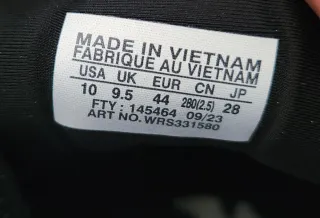 MADE IN VIETNAM
FABRIQUE AU VIETNAM
USA UK EUR CN JP
10 9.5 44 280(2.5) 28
FTY : 145464 09/23
ART NO. WRS331580